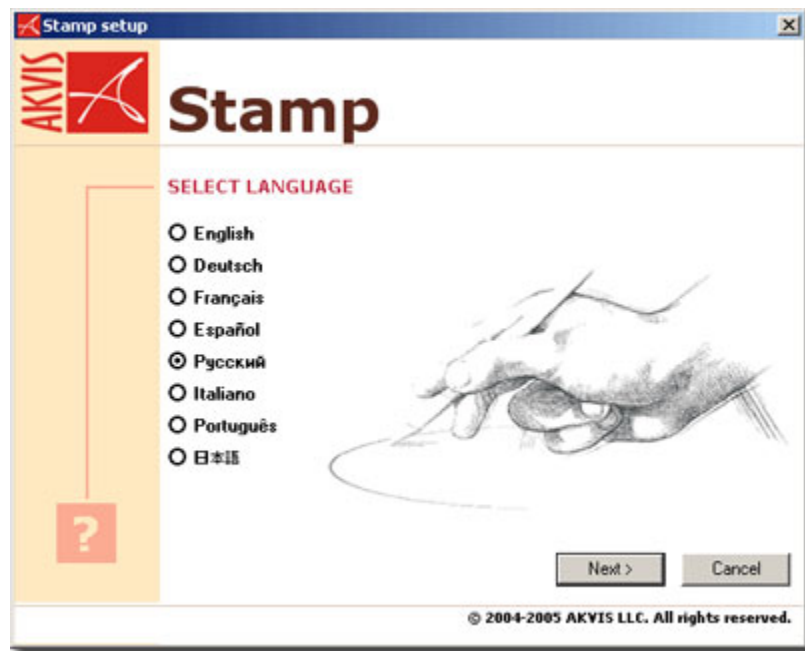 Stamp setup
AKVIS
Stamp
SELECT LANGUAGE
English
Deutsch
Français
Español
Русский
Italiano
Português
日本語
?
Next >
Cancel
© 2004-2005 AKVIS LLC. All rights reserved.